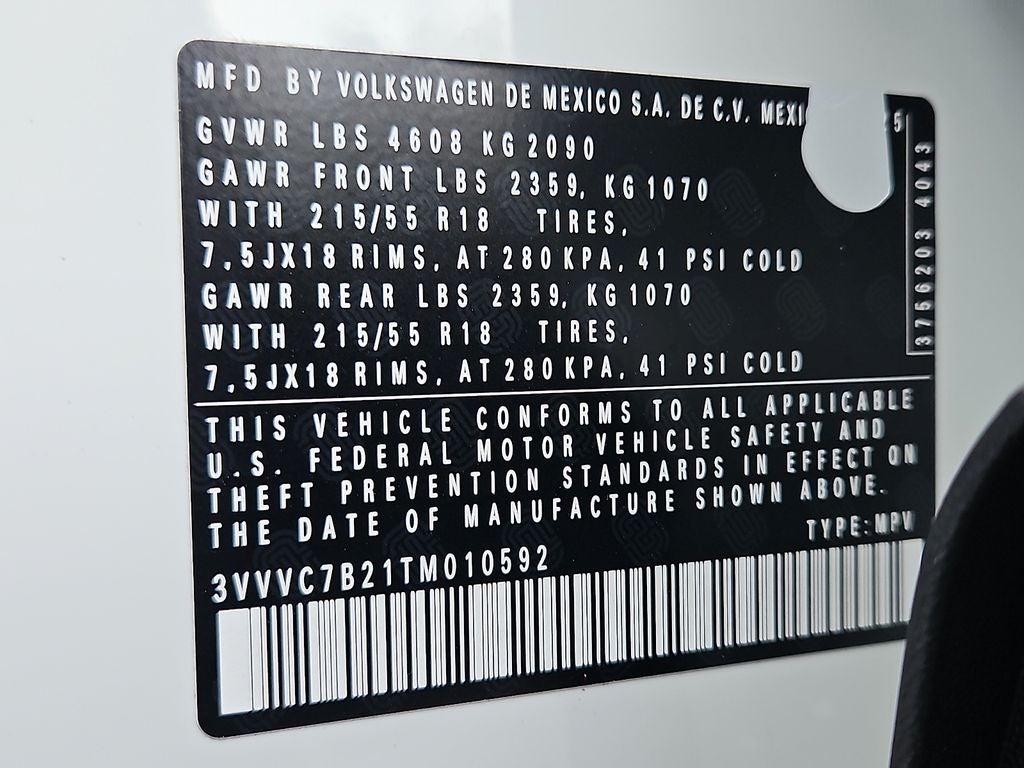 MFD BY VOLKSWAGEN DE MEXICO S.A. DE C.V. MEXI 5
GVWR LBS 4608 KG 2090
GAWR FRONT LBS 2359, KG 1070
WITH 215/55 R18 TIRES,
7,5JX18 RIMS, AT 280 KPA, 41 PSI COLD
GAWR REAR LBS 2359, KG 1070
WITH 215/55 R18 TIRES,
7,5JX18 RIMS, AT 280 KPA, 41 PSI COLD
3756203 4043
THIS VEHICLE CONFORMS TO ALL APPLICABLE
U.S. FEDERAL MOTOR VEHICLE SAFETY AND
THEFT PREVENTION STANDARDS IN EFFECT ON
THE DATE OF MANUFACTURE SHOWN ABOVE.
TYPE:MPV
3VVVC7B21TM010592